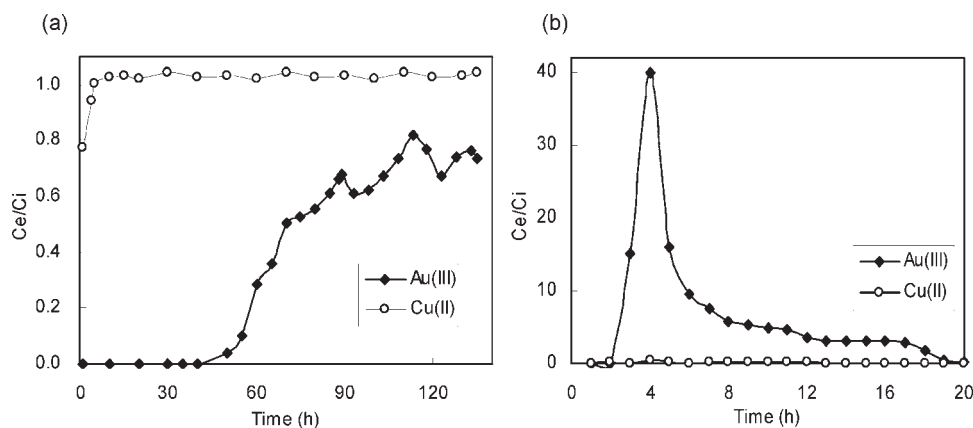 (a)
1.0
0.8
0.6
0.4
0.2
0.0
Ce/Ci
Au(III)
Cu(II)
0 30 60 90 120
Time (h)
(b)
40
30
20
10
0
Ce/Ci
Au(III)
Cu(II)
0 4 8 12 16 20
Time (h)